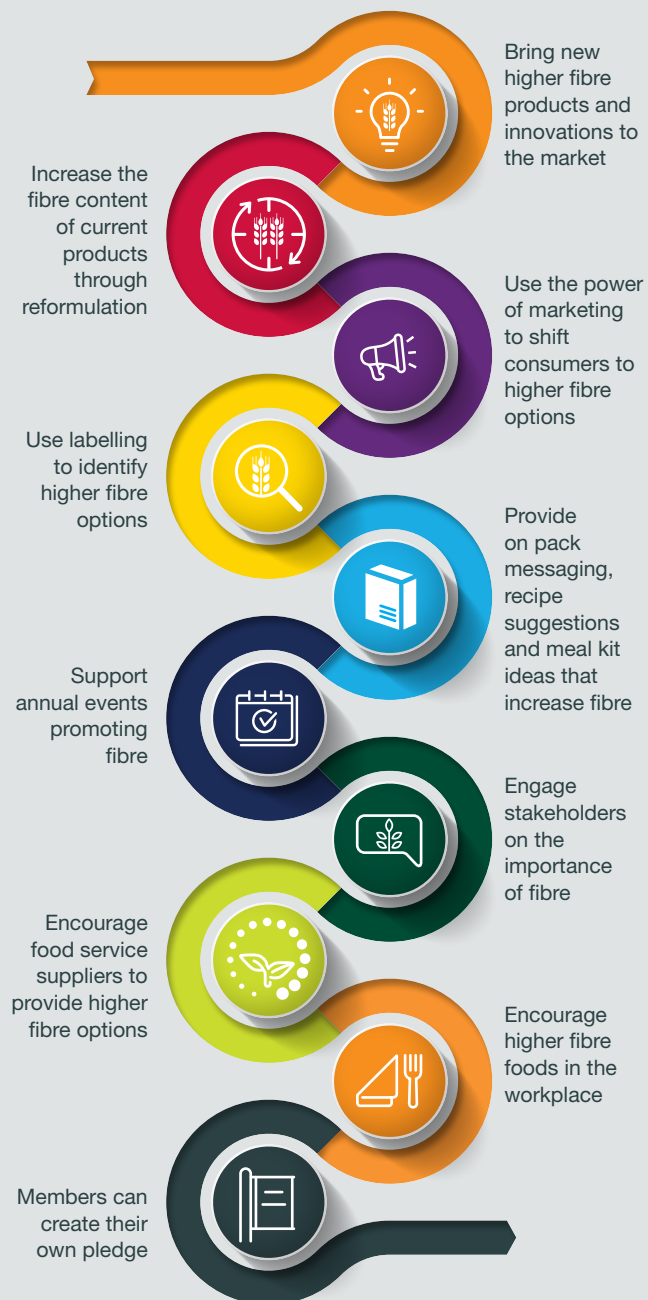 Bring new
higher fibre
products and
innovations to
the market
Increase the
fibre content
of current
products
through
reformulation
Use the power
of marketing
to shift
consumers to
higher fibre
options
Use labelling
to identify
higher fibre
options
Provide
on pack
messaging,
recipe
suggestions
and meal kit
ideas that
increase fibre
Support
annual events
promoting
fibre
Engage
stakeholders
on the
importance
of fibre
Encourage
food service
suppliers to
provide higher
fibre options
Encourage
higher fibre
foods in the
workplace
Members can
create their
own pledge